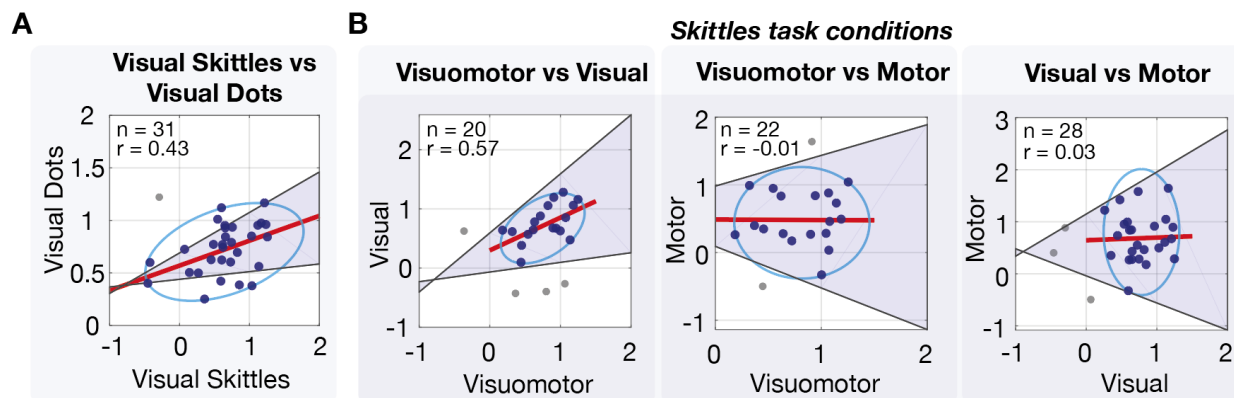 A
B
Skittles task conditions
Visual Skittles vs
Visual Dots
2
1.5
1
0.5
0
-1
0
1
2
n = 31
r = 0.43
Visual Dots
Visual Skittles
Visuomotor vs Visual
2
1
0
-1
-1
0
1
2
n = 20
r = 0.57
Visual
Visuomotor
Visuomotor vs Motor
2
1
0
-1
0
1
2
n = 22
r = -0.01
Motor
Visuomotor
Visual vs Motor
3
2
1
0
-1
-1
0
1
2
n = 28
r = 0.03
Motor
Visual